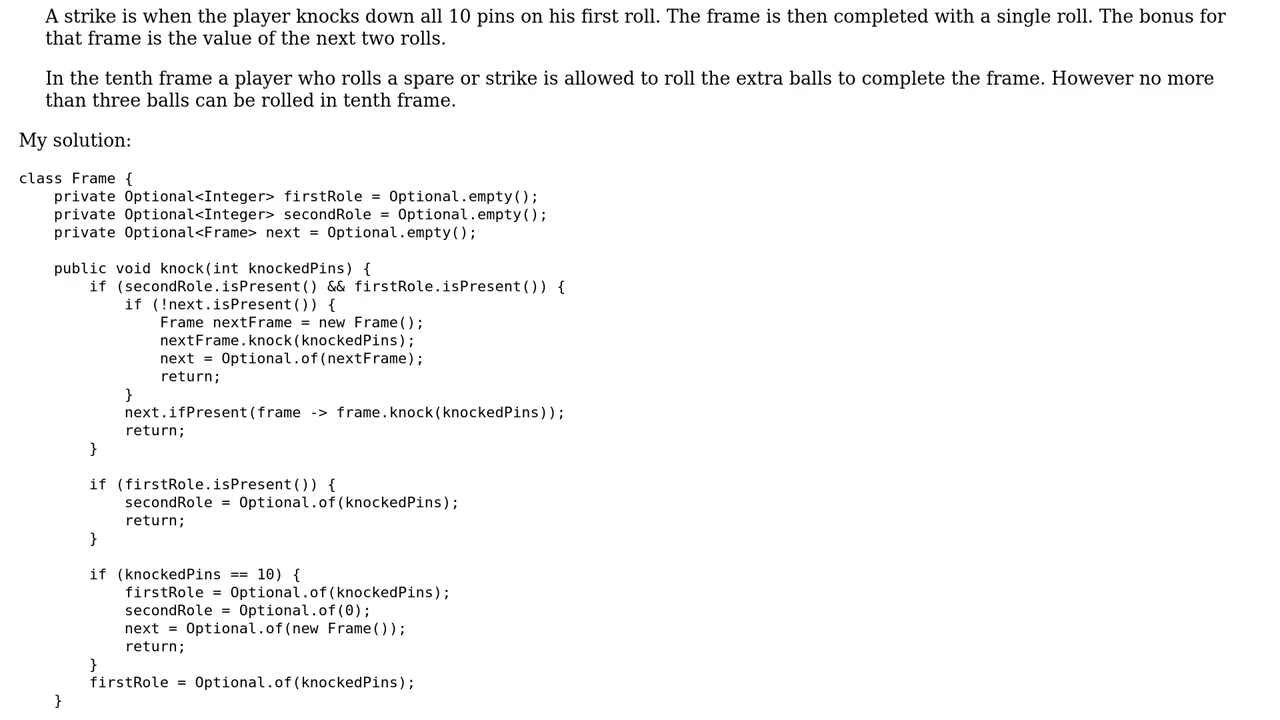 A strike is when the player knocks down all 10 pins on his first roll. The frame is then completed with a single roll. The bonus for
that frame is the value of the next two rolls.
In the tenth frame a player who rolls a spare or strike is allowed to roll the extra balls to complete the frame. However no more
than three balls can be rolled in tenth frame.
My solution:
class Frame {
    private Optional<Integer> firstRole = Optional.empty();
    private Optional<Integer> secondRole = Optional.empty();
    private Optional<Frame> next = Optional.empty();

    public void knock(int knockedPins) {
        if (secondRole.isPresent() && firstRole.isPresent()) {
            if (!next.isPresent()) {
                Frame nextFrame = new Frame();
                nextFrame.knock(knockedPins);
                next = Optional.of(nextFrame);
                return;
            }
            next.ifPresent(frame -> frame.knock(knockedPins));
            return;
        }

        if (firstRole.isPresent()) {
            secondRole = Optional.of(knockedPins);
            return;
        }

        if (knockedPins == 10) {
            firstRole = Optional.of(knockedPins);
            secondRole = Optional.of(0);
            next = Optional.of(new Frame());
            return;
        }
        firstRole = Optional.of(knockedPins);
    }